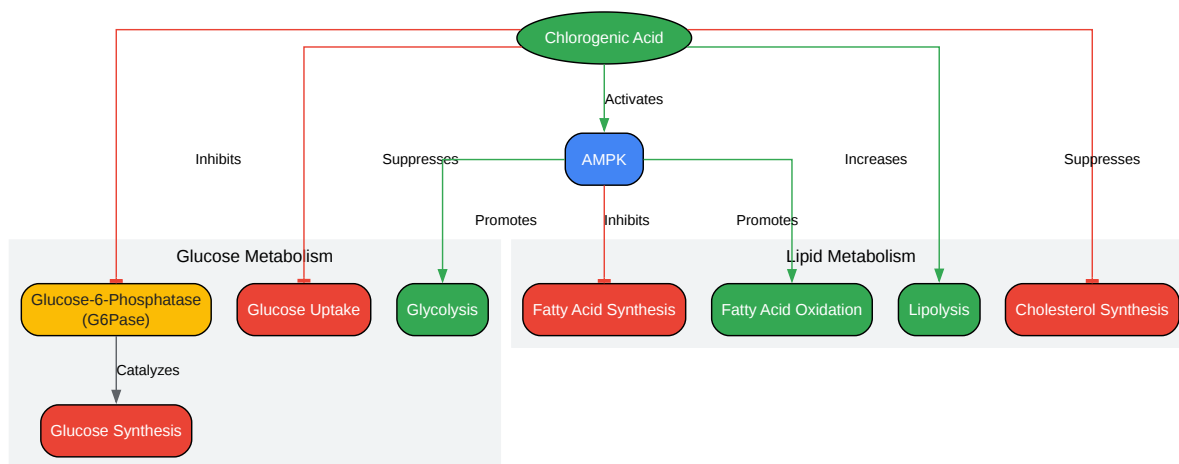 Chlorogenic Acid
Activates
Inhibits
Suppresses
AMPK
Increases
Suppresses
Promotes
Inhibits
Promotes
Glucose Metabolism
Lipid Metabolism
Glucose-6-Phosphatase
(G6Pase)
Glucose Uptake
Glycolysis
Fatty Acid Synthesis
Fatty Acid Oxidation
Lipolysis
Cholesterol Synthesis
Catalyzes
Glucose Synthesis